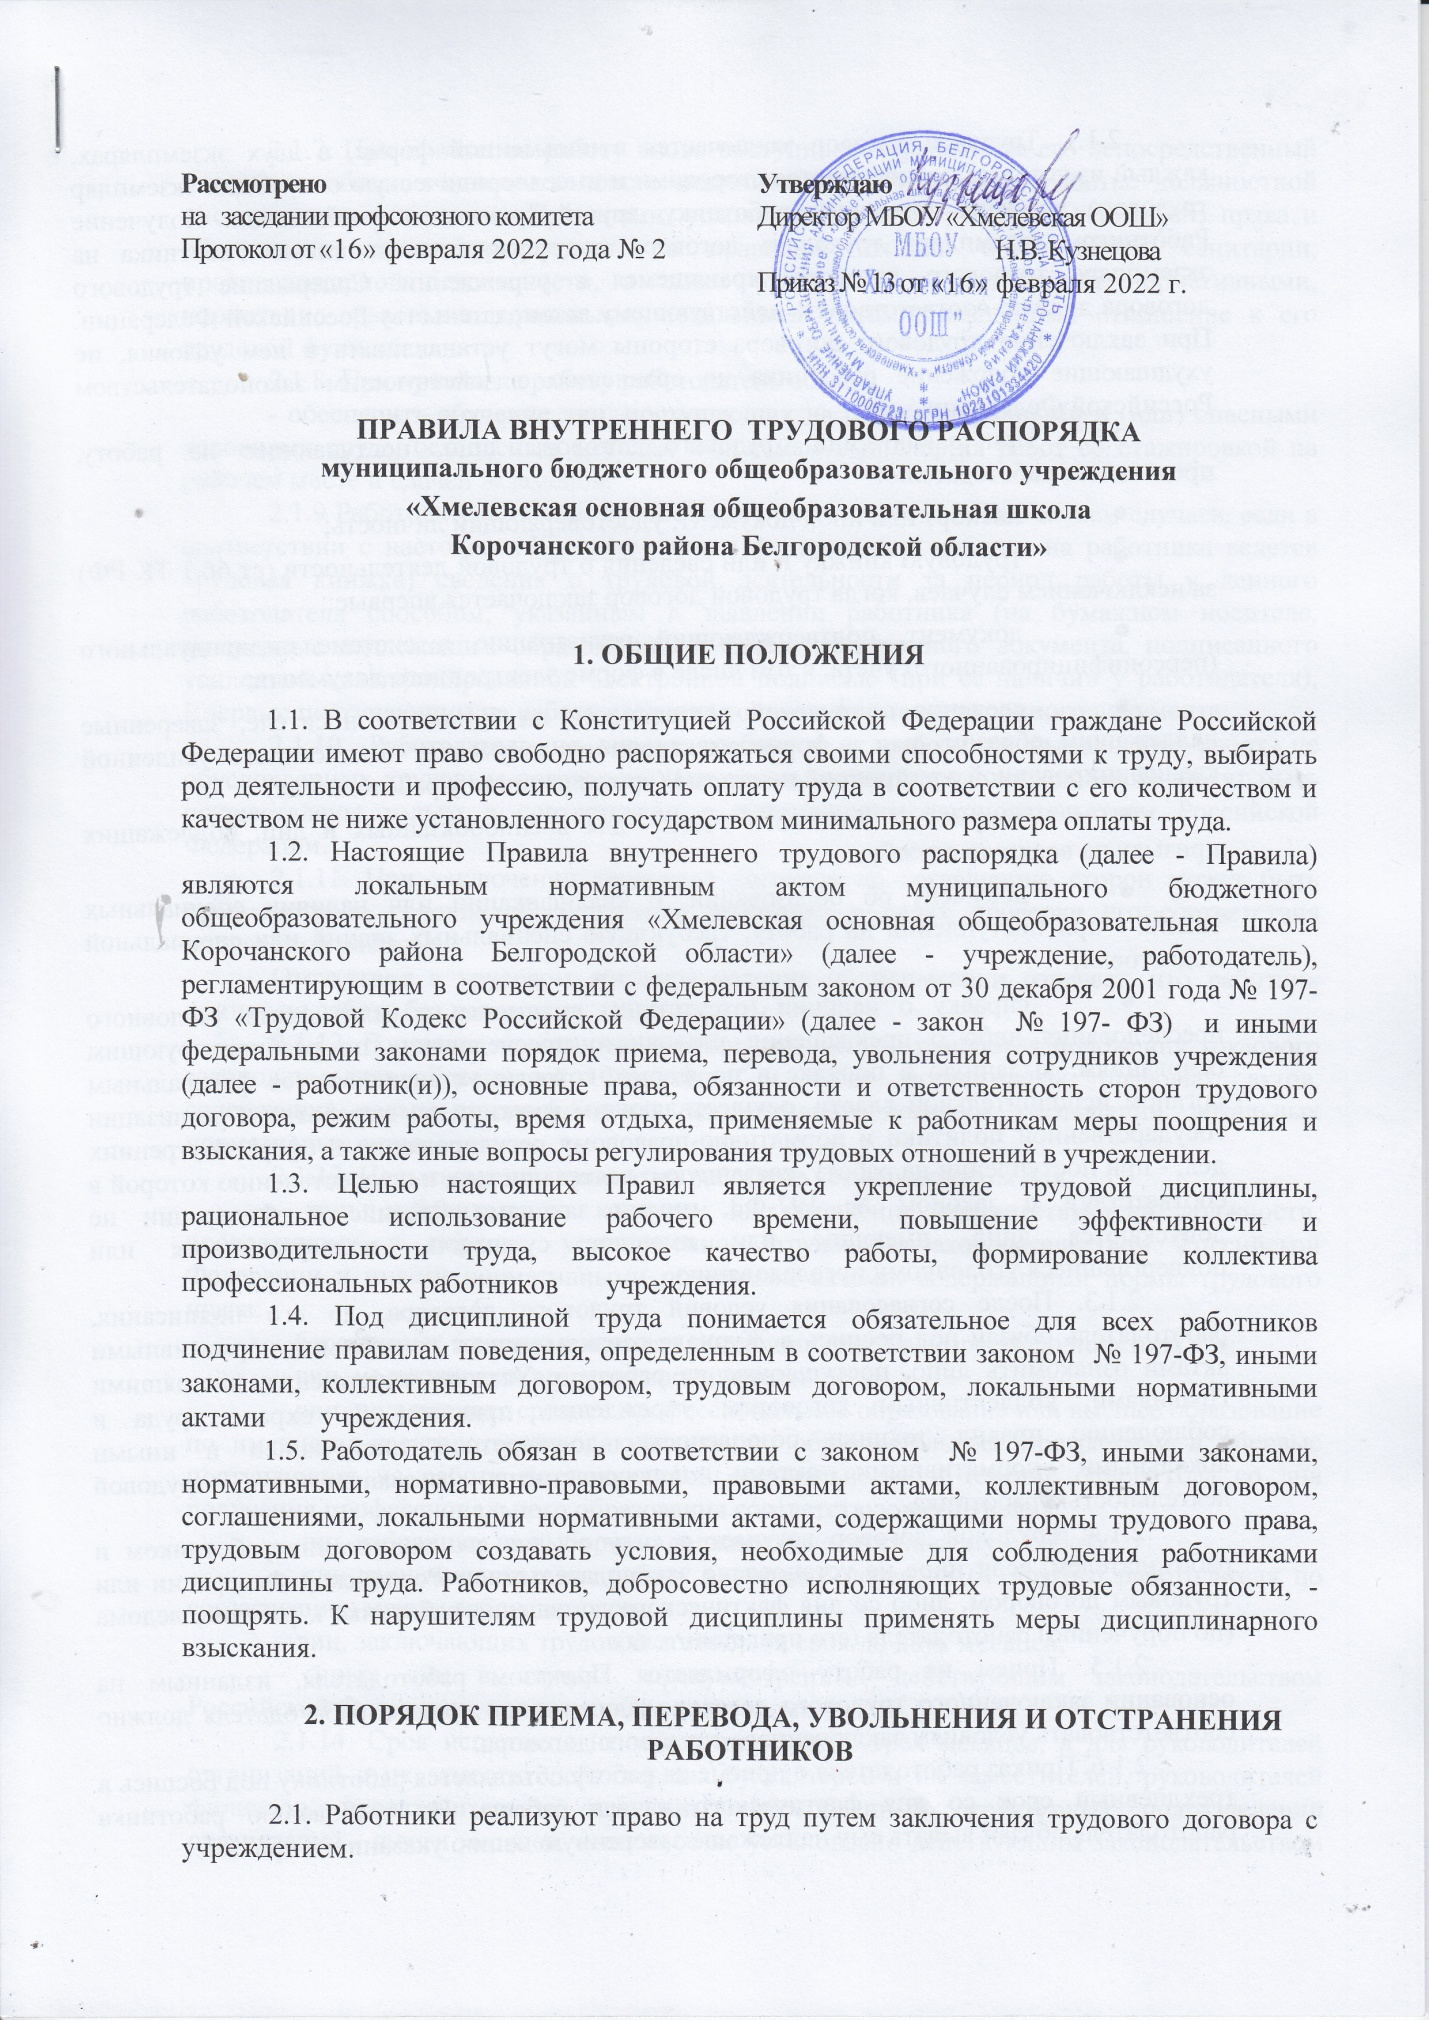 Рассмотрено
на заседании профсоюзного комитета
Протокол от «16» февраля 2022 года № 2
Утверждаю
Директор МБОУ «Хмелевская ООШ»
Н.В. Кузнецова
Приказ № 13 от «16» февраля 2022 г.
МБОУ
"Хмелевская
ООШ"
ИНН 3110006723, ОГРН 1023101334420
ПРАВИЛА ВНУТРЕННЕГО ТРУДОВОГО РАСПОРЯДКА
муниципального бюджетного общеобразовательного учреждения
«Хмелевская основная общеобразовательная школа
Корочанского района Белгородской области»
1. ОБЩИЕ ПОЛОЖЕНИЯ
1.1. В соответствии с Конституцией Российской Федерации граждане Российской
Федерации имеют право свободно распоряжаться своими способностями к труду, выбирать
род деятельности и профессию, получать оплату труда в соответствии с его количеством и
качеством не ниже установленного государством минимального размера оплаты труда.
1.2. Настоящие Правила внутреннего трудового распорядка (далее - Правила)
являются локальным нормативным актом муниципального бюджетного
общеобразовательного учреждения «Хмелевская основная общеобразовательная школа
Корочанского района Белгородской области» (далее - учреждение, работодатель),
регламентирующим в соответствии с федеральным законом от 30 декабря 2001 года № 197-
ФЗ «Трудовой Кодекс Российской Федерации» (далее - закон № 197- ФЗ) и иными
федеральными законами порядок приема, перевода, увольнения сотрудников учреждения
(далее - работник(и)), основные права, обязанности и ответственность сторон трудового
договора, режим работы, время отдыха, применяемые к работникам меры поощрения и
взыскания, а также иные вопросы регулирования трудовых отношений в учреждении.
1.3. Целью настоящих Правил является укрепление трудовой дисциплины,
рациональное использование рабочего времени, повышение эффективности и
производительности труда, высокое качество работы, формирование коллектива
профессиональных работников учреждения.
1.4. Под дисциплиной труда понимается обязательное для всех работников
подчинение правилам поведения, определенным в соответствии законом № 197-ФЗ, иными
законами, коллективным договором, трудовым договором, локальными нормативными
актами учреждения.
1.5. Работодатель обязан в соответствии с законом № 197-ФЗ, иными законами,
нормативными, нормативно-правовыми, правовыми актами, коллективным договором,
соглашениями, локальными нормативными актами, содержащими нормы трудового права,
трудовым договором создавать условия, необходимые для соблюдения работниками
дисциплины труда. Работников, добросовестно исполняющих трудовые обязанности, -
поощрять. К нарушителям трудовой дисциплины применять меры дисциплинарного
взыскания.
2. ПОРЯДОК ПРИЕМА, ПЕРЕВОДА, УВОЛЬНЕНИЯ И ОТСТРАНЕНИЯ
РАБОТНИКОВ
2.1. Работники реализуют право на труд путем заключения трудового договора с
учреждением.